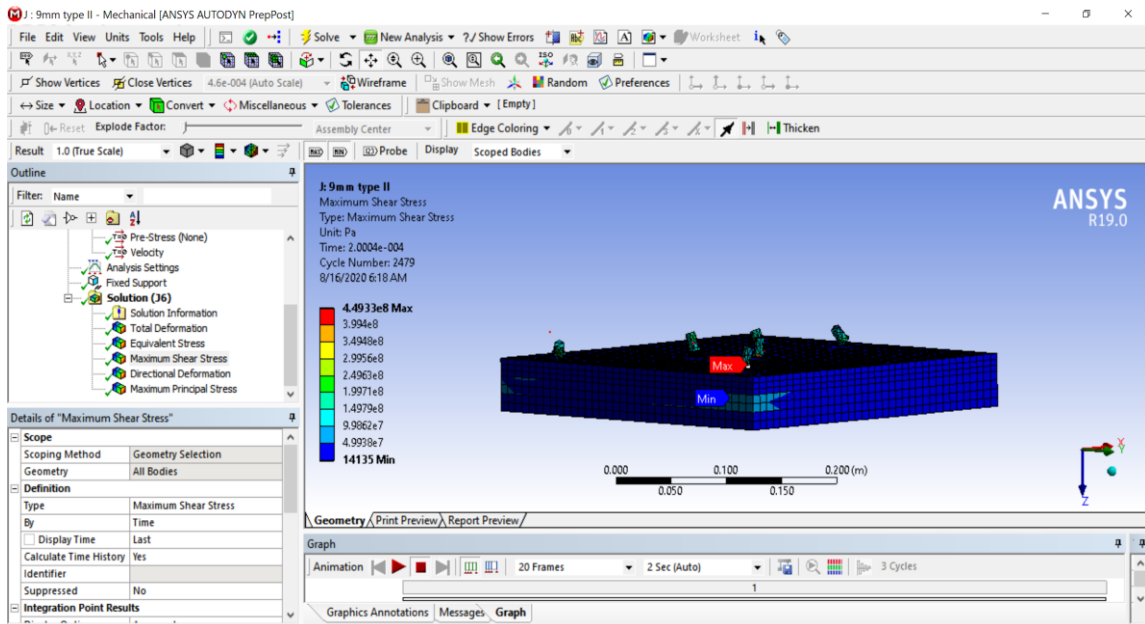 J : 9mm type II - Mechanical [ANSYS AUTODYN PrepPost]
File Edit View Units Tools Help Solve New Analysis ?/ Show Errors Worksheet
Show Vertices Close Vertices 4.6e-004 (Auto Scale) Wireframe Show Mesh Random Preferences
Size Location Convert Miscellaneous Tolerances Clipboard [Empty]
Reset Explode Factor: Assembly Center Edge Coloring Thicken
Result 1.0 (True Scale) Probe Display Scoped Bodies
Outline
Filter: Name
Pre-Stress (None)
Velocity
Analysis Settings
Fixed Support
Solution (J6)
Solution Information
Total Deformation
Equivalent Stress
Maximum Shear Stress
Directional Deformation
Maximum Principal Stress
Details of "Maximum Shear Stress"
Scope
Scoping Method Geometry Selection
Geometry All Bodies
Definition
Type Maximum Shear Stress
By Time
Display Time Last
Calculate Time History Yes
Identifier
Suppressed No
Integration Point Results
J: 9mm type II
Maximum Shear Stress
Type: Maximum Shear Stress
Unit: Pa
Time: 2.0004e-004
Cycle Number: 2479
8/16/2020 6:18 AM
4.4933e8 Max
3.994e8
3.4948e8
2.9956e8
2.4963e8
1.9971e8
1.4979e8
9.9862e7
4.9938e7
14135 Min
ANSYS
R19.0
Max
Min
0.000 0.100 0.200 (m)
0.050 0.150
X
Y
Z
Geometry Print Preview Report Preview
Graph
Animation 20 Frames 2 Sec (Auto) 3 Cycles
1
Graphics Annotations Messages Graph